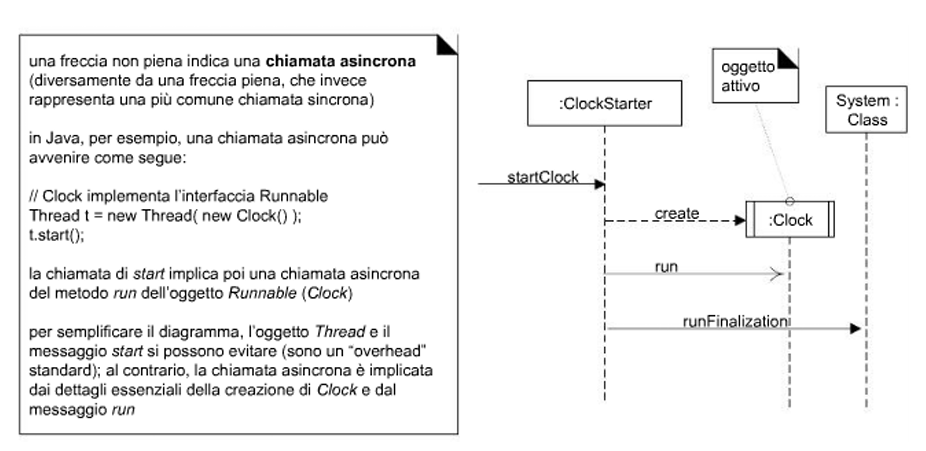 una freccia non piena indica una chiamata asincrona
(diversamente da una freccia piena, che invece
rappresenta una più comune chiamata sincrona)
in Java, per esempio, una chiamata asincrona può
avvenire come segue:
// Clock implementa l'interfaccia Runnable
Thread t = new Thread( new Clock() );
t.start();
la chiamata di start implica poi una chiamata asincrona
del metodo run dell'oggetto Runnable (Clock)
per semplificare il diagramma, l'oggetto Thread e il
messaggio start si possono evitare (sono un “overhead”
standard); al contrario, la chiamata asincrona è implicata
dai dettagli essenziali della creazione di Clock e dal
messaggio run
:ClockStarter
oggetto
attivo
System :
Class
startClock
create
:Clock
run
runFinalization